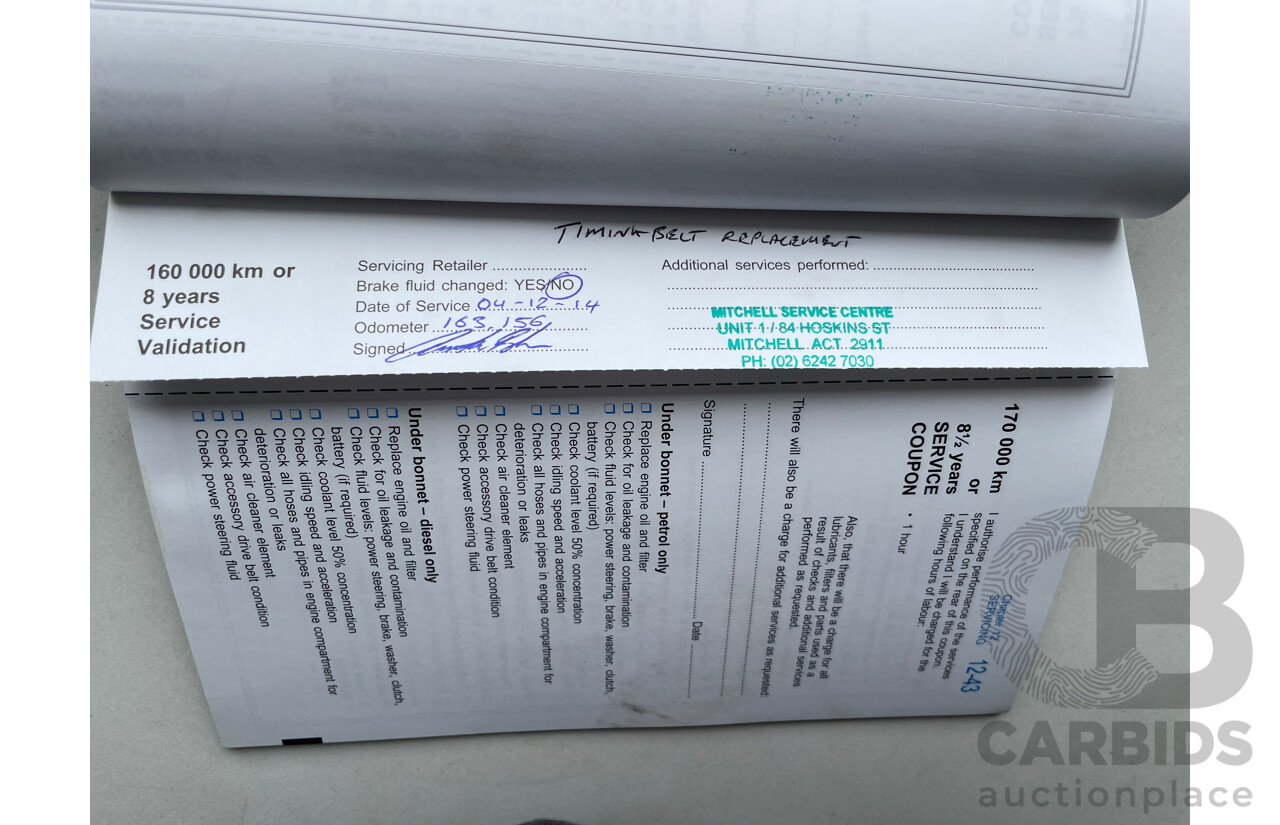 TIMINK BELT REPLACEMENT
160 000 km or
8 years
Service
Validation
Servicing Retailer
Brake fluid changed: YES/NO
Date of Service 04-12-14
Odometer 163,156
Signed
Additional services performed:
MITCHELL SERVICE CENTRE
UNIT 1 / 84 HOSKINS ST
MITCHELL ACT. 2911
PH: (02) 6242 7030
Chapter 12
SERVICING 12-43
170 000 km
or
8½ years
SERVICE
COUPON
I authorise performance of the services
specified on the rear of this coupon.
I understand I will be charged for the
following hours of labour:
• 1 hour
Also, that there will be a charge for all
lubricants, filters and parts used as a
result of checks and additional services
performed as requested.
There will also be a charge for additional services as requested:
Signature Date
Under bonnet – petrol only
❑ Replace engine oil and filter
❑ Check for oil leakage and contamination
❑ Check fluid levels; power steering, brake, washer, clutch,
battery (if required)
❑ Check coolant level 50% concentration
❑ Check idling speed and acceleration
❑ Check all hoses and pipes in engine compartment for
deterioration or leaks
❑ Check air cleaner element
❑ Check accessory drive belt condition
❑ Check power steering fluid
Under bonnet – diesel only
❑ Replace engine oil and filter
❑ Check for oil leakage and contamination
❑ Check fluid levels: power steering, brake, washer, clutch,
battery (if required)
❑ Check coolant level 50% concentration
❑ Check idling speed and acceleration
❑ Check all hoses and pipes in engine compartment for
deterioration or leaks
❑ Check air cleaner element
❑ Check accessory drive belt condition
❑ Check power steering fluid
CB
CARBIDS
auctionplace